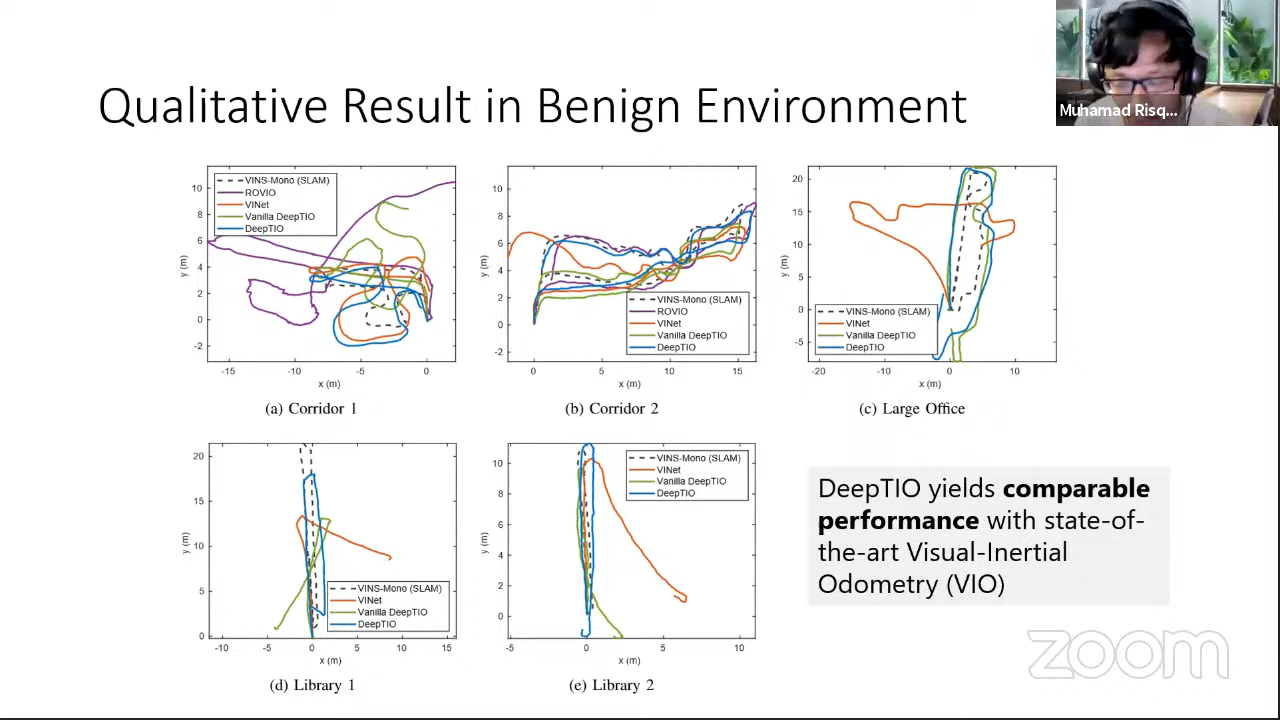 Qualitative Result in Benign Environment
Muhamad Risq...
VINS-Mono (SLAM)
ROVIO
VINet
Vanilla DeepTIO
DeepTIO
10
8
6
4
2
0
-2
y (m)
-15
-10
-5
0
x (m)
(a) Corridor 1
10
8
6
4
2
0
-2
y (m)
VINS-Mono (SLAM)
ROVIO
VINet
Vanilla DeepTIO
DeepTIO
0
5
10
15
x (m)
(b) Corridor 2
20
15
10
5
0
-5
y (m)
VINS-Mono (SLAM)
VINet
Vanilla DeepTIO
DeepTIO
-20
-10
0
10
x (m)
(c) Large Office
20
15
10
5
0
y (m)
VINS-Mono (SLAM)
VINet
Vanilla DeepTIO
DeepTIO
-10
-5
0
5
10
15
x (m)
(d) Library 1
10
8
6
4
2
0
y (m)
VINS-Mono (SLAM)
VINet
Vanilla DeepTIO
DeepTIO
-5
0
5
10
x (m)
(e) Library 2
DeepTIO yields comparable
performance with state-of-
the-art Visual-Inertial
Odometry (VIO)
zoom